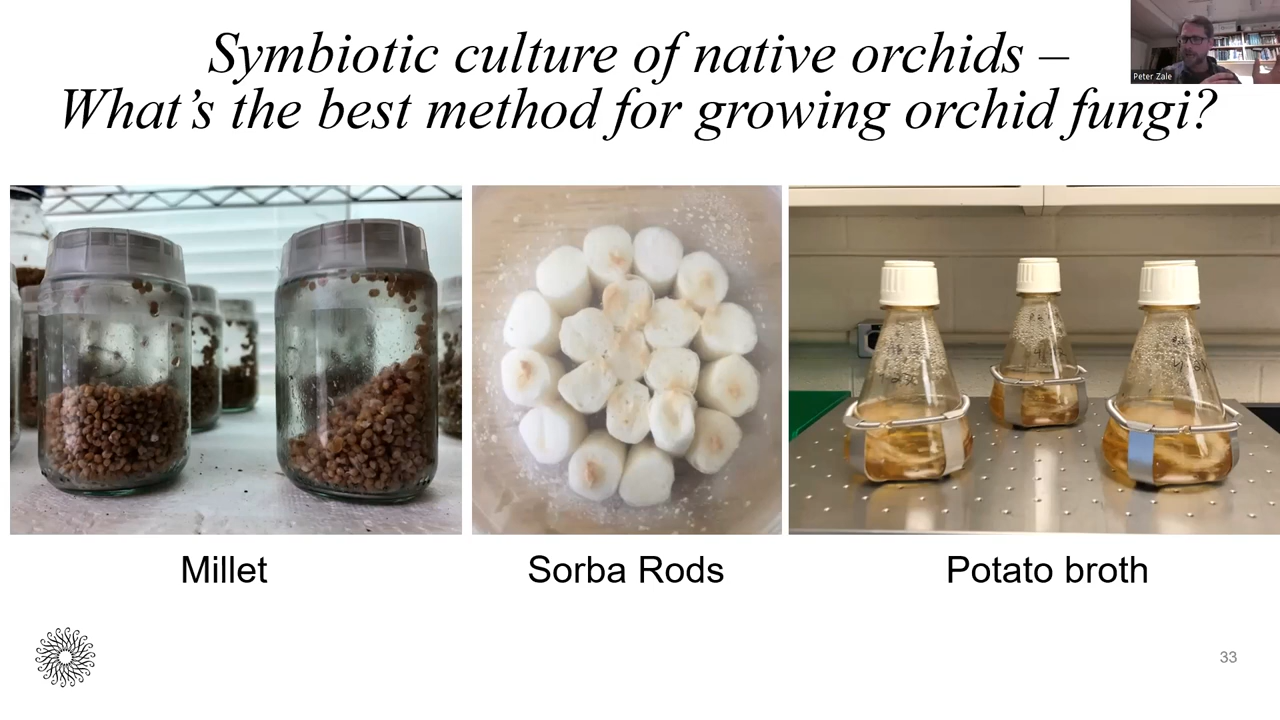 Symbiotic culture of native orchids –
What's the best method for growing orchid fungi?
Peter Zale
Millet
Sorba Rods
Potato broth
33